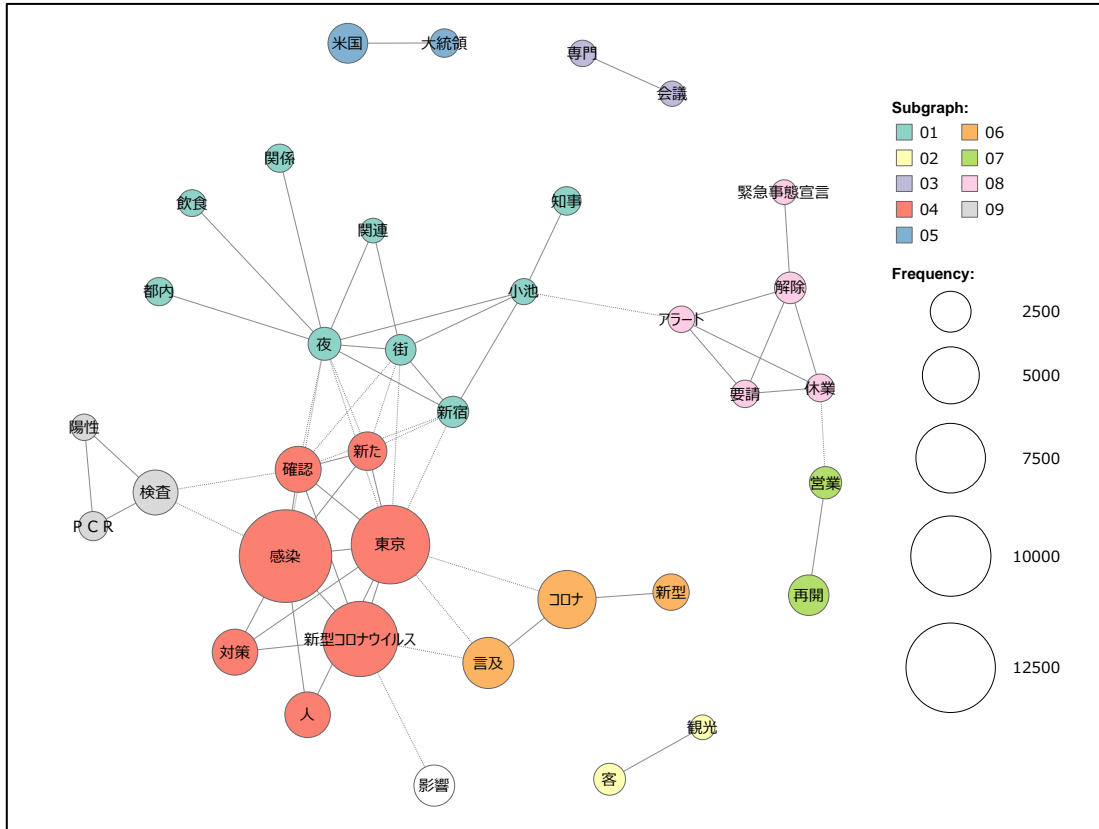 米国
大統領
専門
会議
関係
飲食
関連
知事
緊急事態宣言
都内
小池
解除
アラート
夜
街
要請
休業
新宿
陽性
新た
確認
検査
営業
ＰＣＲ
感染
東京
コロナ
新型
再開
対策
新型コロナウイルス
言及
人
観光
影響
客
Subgraph:
01
06
02
07
03
08
04
09
05
Frequency:
2500
5000
7500
10000
12500